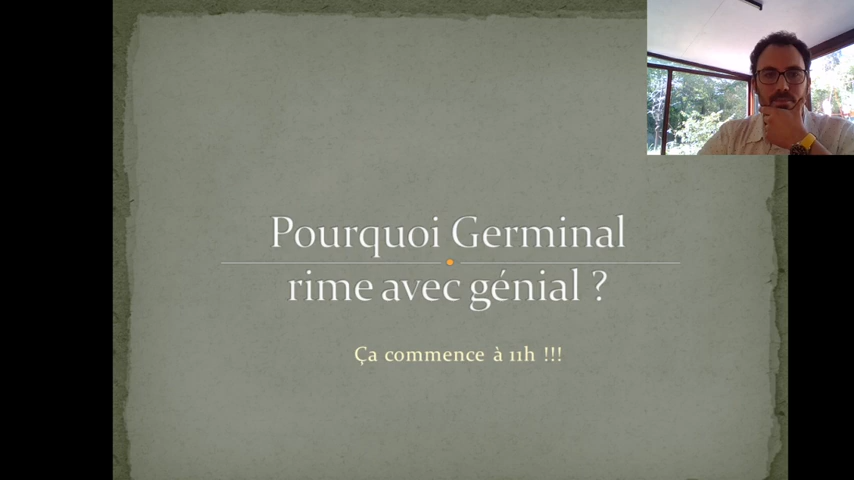 Pourquoi Germinal
rime avec génial ?
Ça commence à 11h !!!